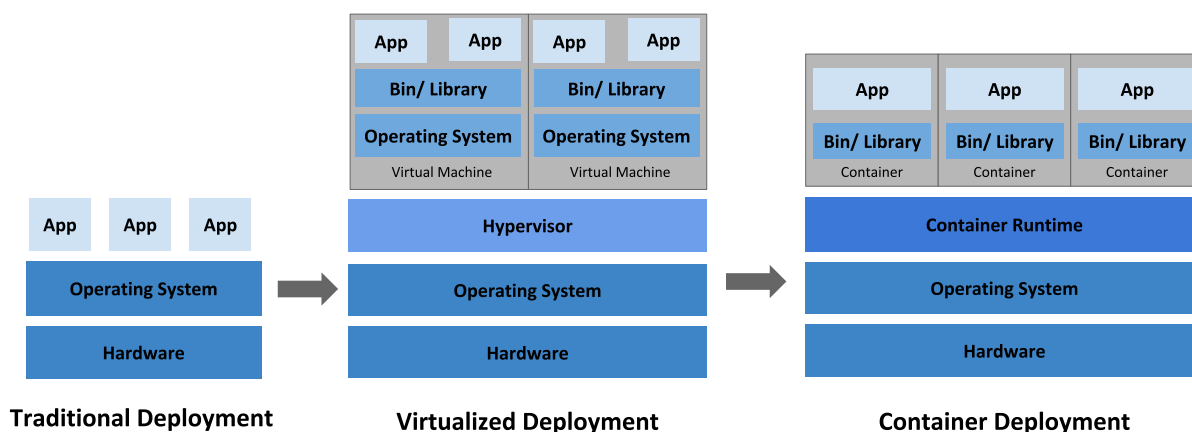 App App App
Operating System
Hardware
Traditional Deployment
App App App App
Bin/ Library Bin/ Library
Operating System Operating System
Virtual Machine Virtual Machine
Hypervisor
Operating System
Hardware
Virtualized Deployment
App App App
Bin/ Library Bin/ Library Bin/ Library
Container Container Container
Container Runtime
Operating System
Hardware
Container Deployment